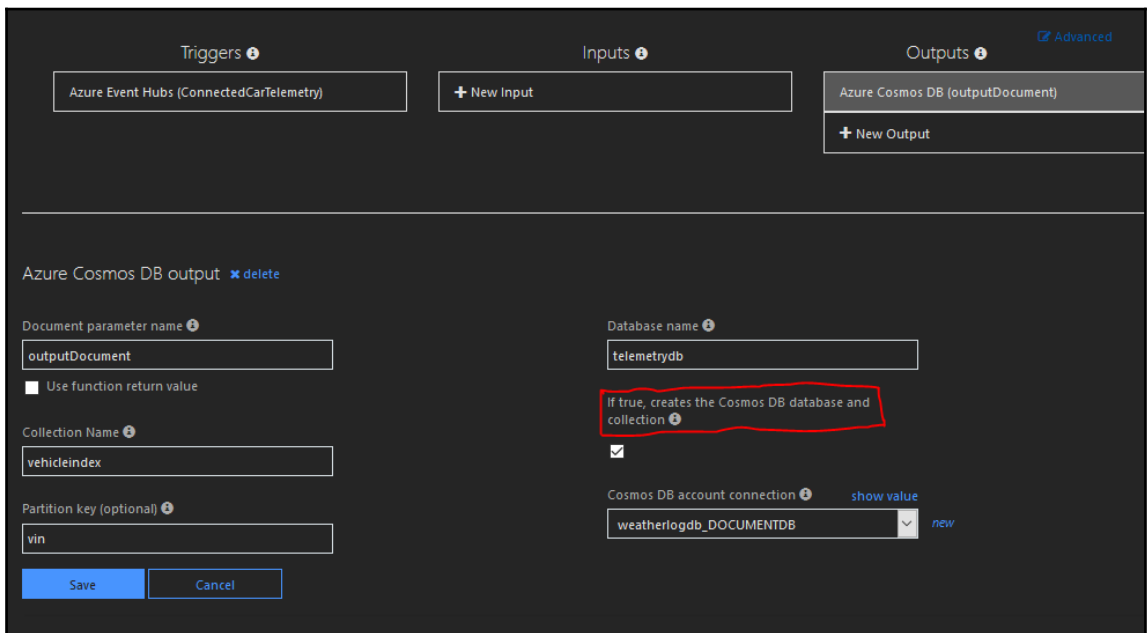 Advanced
Triggers
Inputs
Outputs
Azure Event Hubs (ConnectedCarTelemetry)
+ New Input
Azure Cosmos DB (outputDocument)
+ New Output
Azure Cosmos DB output ✖ delete
Document parameter name
outputDocument
Use function return value
Collection Name
vehicleindex
Partition key (optional)
vin
Save
Cancel
Database name
telemetrydb
If true, creates the Cosmos DB database and
collection
Cosmos DB account connection
show value
weatherlogdb_DOCUMENTDB
new